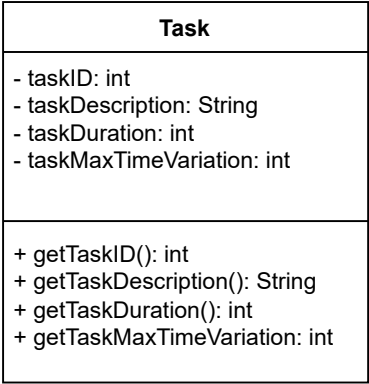 Task
- taskID: int
- taskDescription: String
- taskDuration: int
- taskMaxTimeVariation: int
+ getTaskID(): int
+ getTaskDescription(): String
+ getTaskDuration(): int
+ getTaskMaxTimeVariation: int